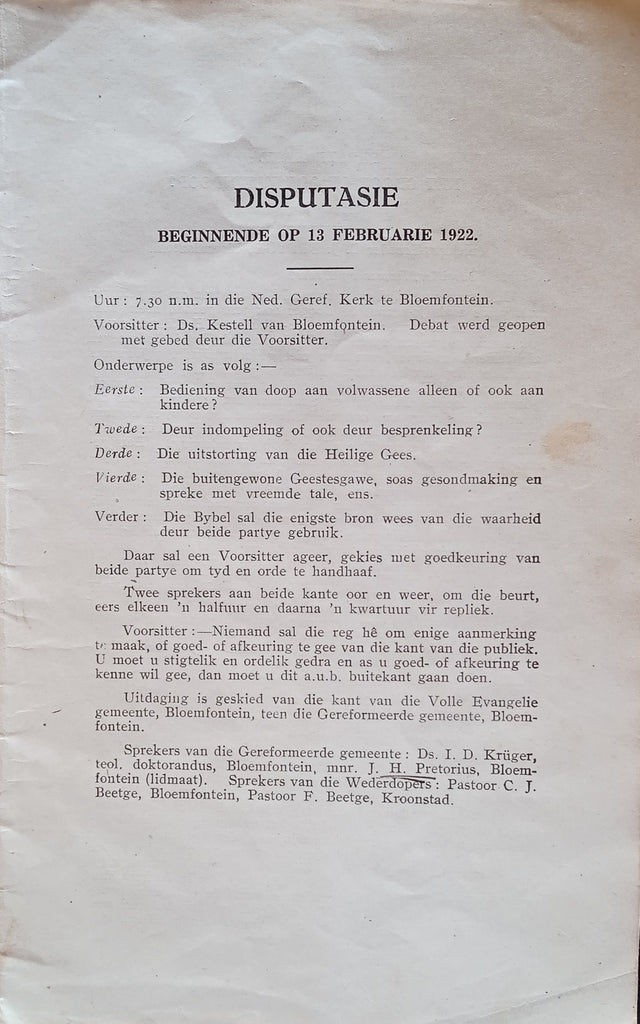 DISPUTASIE
BEGINNENDE OP 13 FEBRUARIE 1922.
Uur : 7.30 n.m. in die Ned. Geref. Kerk te Bloemfontein.
Voorsitter : Ds. Kestell van Bloemfontein. Debat werd geopen
met gebed deur die Voorsitter.
Onderwerpe is as volg :—
Eerste : Bediening van doop aan volwassene alleen of ook aan
kindere ?
Twede : Deur indompeling of ook deur besprenkeling ?
Derde : Die uitstorting van die Heilige Gees.
Vierde : Die buitengewone Geestesgawe, soas gesondmaking en
spreke met vreemde tale, ens.
Verder : Die Bybel sal die enigste bron wees van die waarheid
deur beide partye gebruik.
Daar sal een Voorsitter ageer, gekies met goedkeuring van
beide partye om tyd en orde te handhaaf.
Twee sprekers aan beide kante oor en weer, om die beurt,
eers elkeen 'n halfuur en daarna 'n kwartuur vir repliek.
Voorsitter :—Niemand sal die reg hê om enige aanmerking
te maak, of goed- of afkeuring te gee van die kant van die publiek.
U moet u stigtelik en ordelik gedra en as u goed- of afkeuring te
kenne wil gee, dan moet u dit a.u.b. buitekant gaan doen.
Uitdaging is geskied van die kant van die Volle Evangelie
gemeente, Bloemfontein, teen die Gereformeerde gemeente, Bloem-
fontein.
Sprekers van die Gereformeerde gemeente : Ds. I. D. Krüger,
teol. doktorandus, Bloemfontein, mnr. J. H. Pretorius, Bloem-
fontein (lidmaat). Sprekers van die Wederdopers : Pastoor C. J.
Beetge, Bloemfontein, Pastoor F. Beetge, Kroonstad.